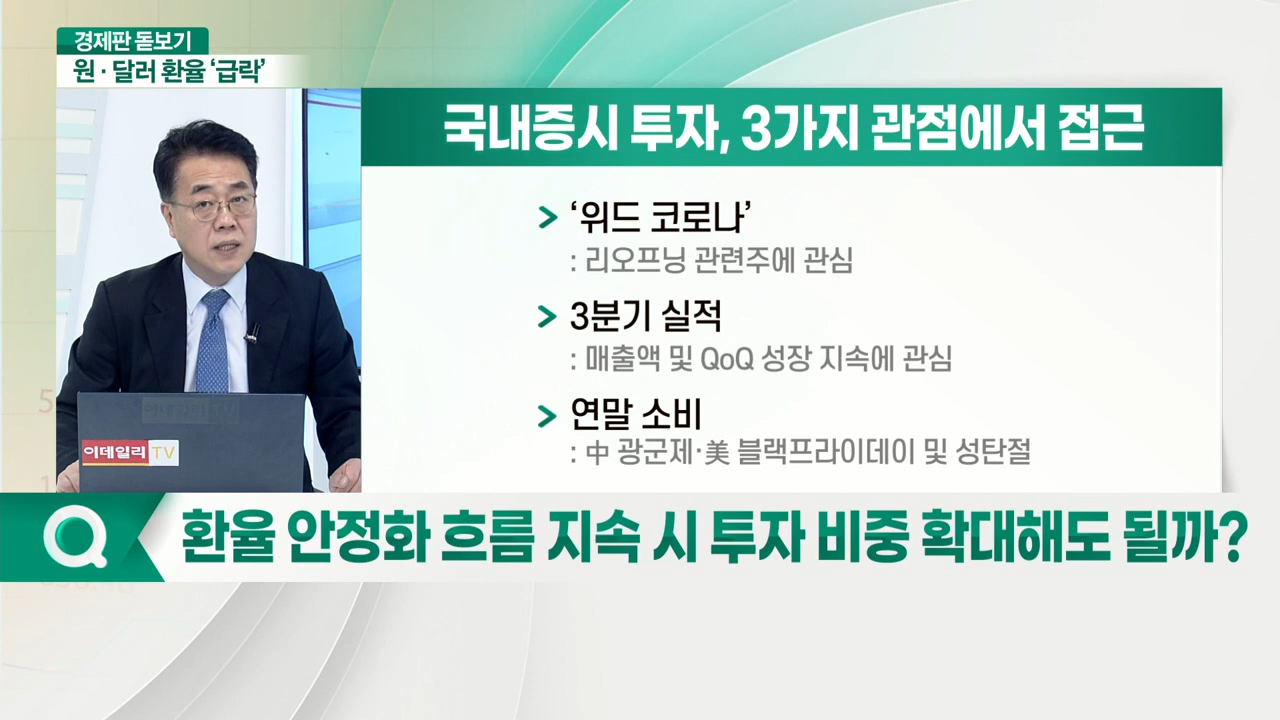 경제판 돋보기
원·달러 환율 ‘급락’
국내증시 투자, 3가지 관점에서 접근
‘위드 코로나’
: 리오프닝 관련주에 관심
3분기 실적
: 매출액 및 QoQ 성장 지속에 관심
연말 소비
: 中 광군제·美 블랙프라이데이 및 성탄절
이데일리 TV
Q 환율 안정화 흐름 지속 시 투자 비중 확대해도 될까?